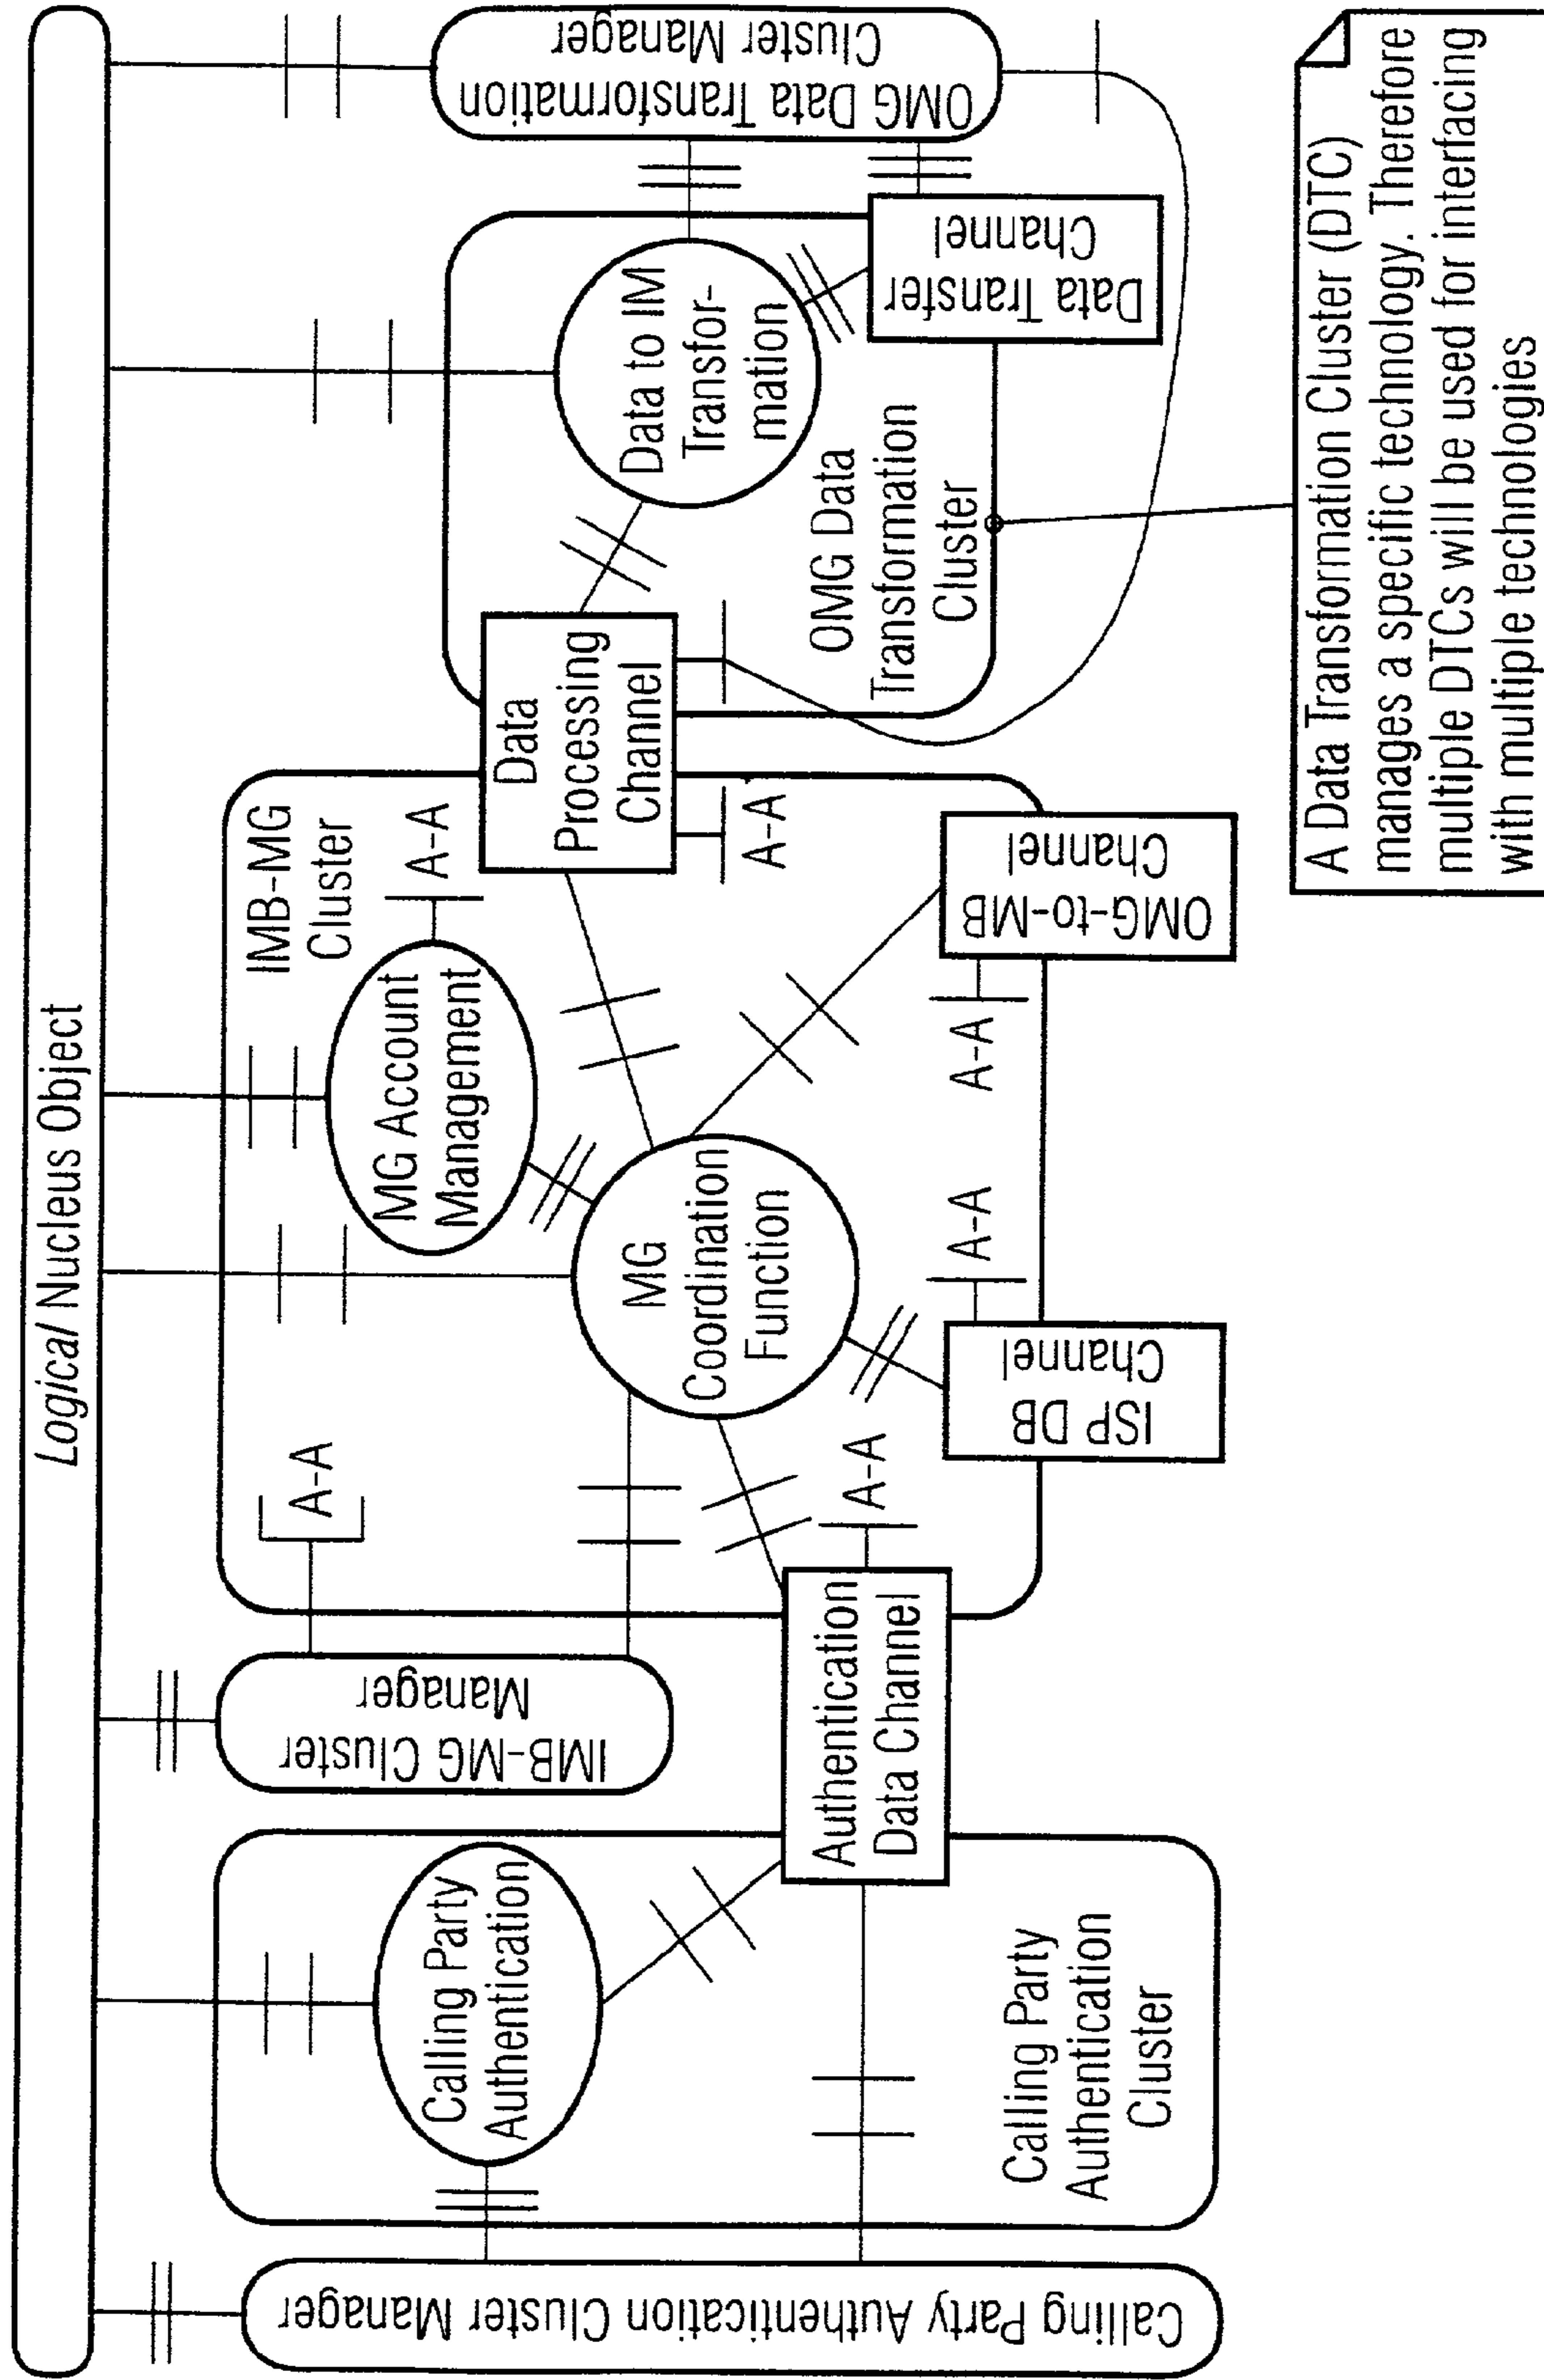 Logical Nucleus Object
Calling Party Authentication Cluster Manager
Calling Party
Authentication
Calling Party
Authentication
Cluster
IMB-MG Cluster
Manager
Authentication
Data Channel
A-A
A-A
MG
Coordination
Function
ISP DB
Channel
A-A
MG Account
Management
A-A
IMB-MG
Cluster
OMG-to-MB
Channel
A-A
Data
Processing
Channel
A-A
OMG Data
Transformation
Cluster
Data to IM
Transfor-
mation
Data Transfer
Channel
OMG Data Transformation
Cluster Manager
A Data Transformation Cluster (DTC)
manages a specific technology. Therefore
multiple DTCs will be used for interfacing
with multiple technologies